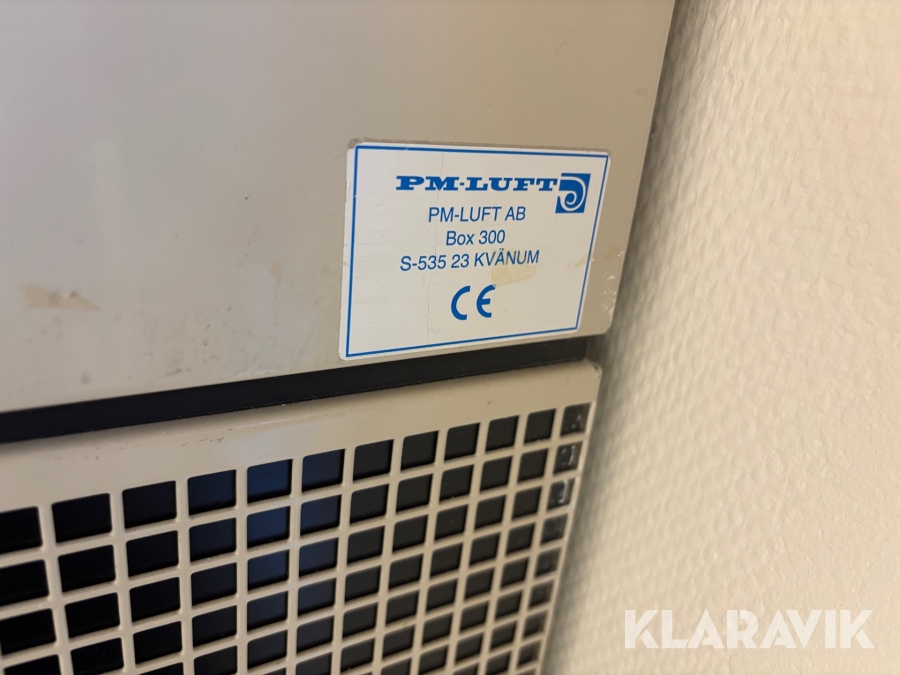 PM-LUFT
PM-LUFT AB
Box 300
S-535 23 KVÄNUM
CE
KLARAVIK